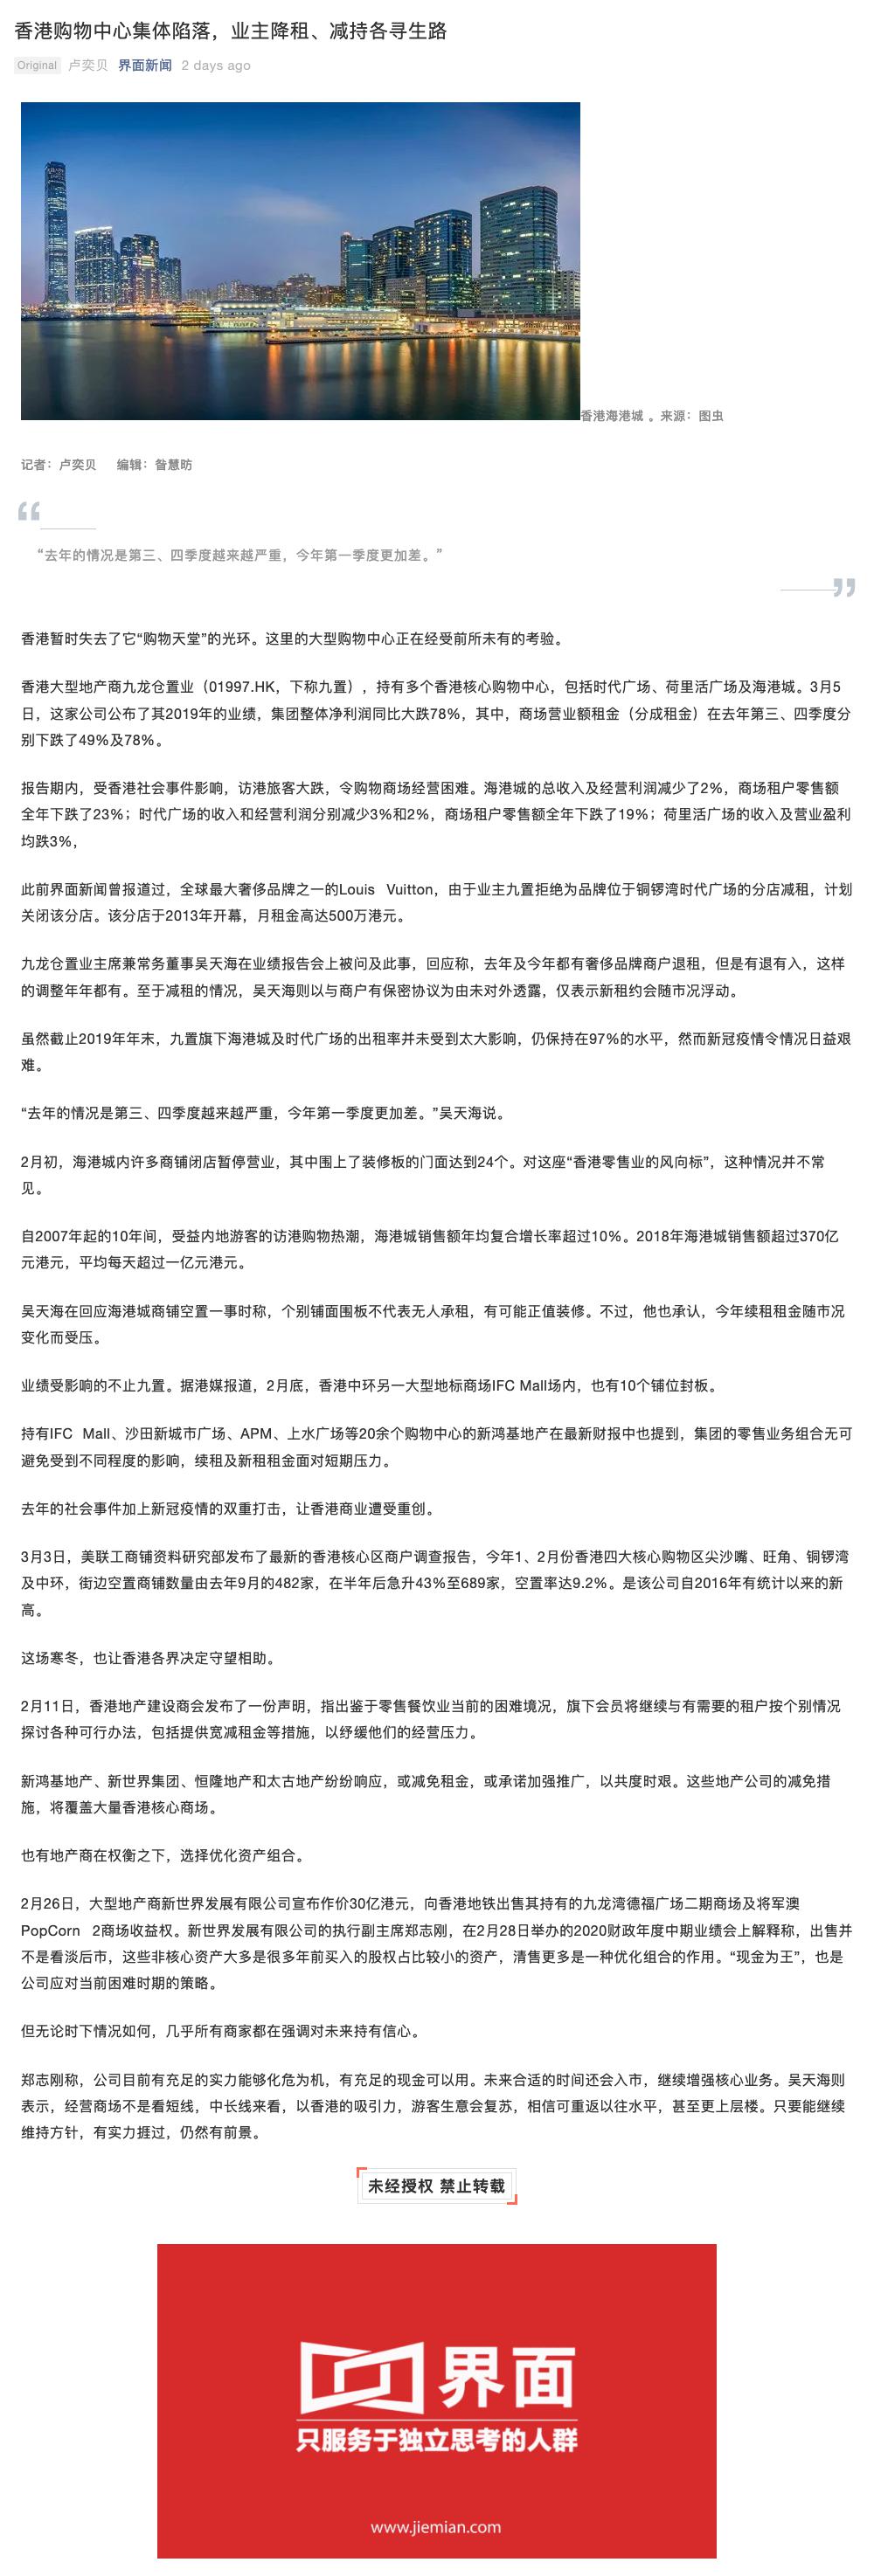 香港购物中心集体陷落，业主降租、减持各寻生路
Original 卢奕贝 界面新闻 2 days ago
香港海港城 。来源：图虫
记者：卢奕贝 编辑：昝慧昉
“去年的情况是第三、四季度越来越严重，今年第一季度更加差。”
香港暂时失去了它“购物天堂”的光环。这里的大型购物中心正在经受前所未有的考验。
香港大型地产商九龙仓置业（01997.HK，下称九置），持有多个香港核心购物中心，包括时代广场、荷里活广场及海港城。3月5
日，这家公司公布了其2019年的业绩，集团整体净利润同比大跌78%，其中，商场营业额租金（分成租金）在去年第三、四季度分
别下跌了49%及78%。
报告期内，受香港社会事件影响，访港旅客大跌，令购物商场经营困难。海港城的总收入及经营利润减少了2%，商场租户零售额
全年下跌了23%；时代广场的收入和经营利润分别减少3%和2%，商场租户零售额全年下跌了19%；荷里活广场的收入及营业盈利
均跌3%，
此前界面新闻曾报道过，全球最大奢侈品牌之一的Louis Vuitton，由于业主九置拒绝为品牌位于铜锣湾时代广场的分店减租，计划
关闭该分店。该分店于2013年开幕，月租金高达500万港元。
九龙仓置业主席兼常务董事吴天海在业绩报告会上被问及此事，回应称，去年及今年都有奢侈品牌商户退租，但是有退有入，这样
的调整年年都有。至于减租的情况，吴天海则以与商户有保密协议为由未对外透露，仅表示新租约会随市况浮动。
虽然截止2019年年末，九置旗下海港城及时代广场的出租率并未受到太大影响，仍保持在97%的水平，然而新冠疫情令情况日益艰
难。
“去年的情况是第三、四季度越来越严重，今年第一季度更加差。”吴天海说。
2月初，海港城内许多商铺闭店暂停营业，其中围上了装修板的门面达到24个。对这座“香港零售业的风向标”，这种情况并不常
见。
自2007年起的10年间，受益内地游客的访港购物热潮，海港城销售额年均复合增长率超过10%。2018年海港城销售额超过370亿
元港元，平均每天超过一亿元港元。
吴天海在回应海港城商铺空置一事时称，个别铺面围板不代表无人承租，有可能正值装修。不过，他也承认，今年续租租金随市况
变化而受压。
业绩受影响的不止九置。据港媒报道，2月底，香港中环另一大型地标商场IFC Mall场内，也有10个铺位封板。
持有IFC Mall、沙田新城市广场、APM、上水广场等20余个购物中心的新鸿基地产在最新财报中也提到，集团的零售业务组合无可
避免受到不同程度的影响，续租及新租租金面对短期压力。
去年的社会事件加上新冠疫情的双重打击，让香港商业遭受重创。
3月3日，美联工商铺资料研究部发布了最新的香港核心区商户调查报告，今年1、2月份香港四大核心购物区尖沙嘴、旺角、铜锣湾
及中环，街边空置商铺数量由去年9月的482家，在半年后急升43%至689家，空置率达9.2%。是该公司自2016年有统计以来的新
高。
这场寒冬，也让香港各界决定守望相助。
2月11日，香港地产建设商会发布了一份声明，指出鉴于零售餐饮业当前的困难境况，旗下会员将继续与有需要的租户按个别情况
探讨各种可行办法，包括提供宽减租金等措施，以纾缓他们的经营压力。
新鸿基地产、新世界集团、恒隆地产和太古地产纷纷响应，或减免租金，或承诺加强推广，以共度时艰。这些地产公司的减免措
施，将覆盖大量香港核心商场。
也有地产商在权衡之下，选择优化资产组合。
2月26日，大型地产商新世界发展有限公司宣布作价30亿港元，向香港地铁出售其持有的九龙湾德福广场二期商场及将军澳
PopCorn 2商场收益权。新世界发展有限公司的执行副主席郑志刚，在2月28日举办的2020财政年度中期业绩会上解释称，出售并
不是看淡后市，这些非核心资产大多是很多年前买入的股权占比较小的资产，清售更多是一种优化组合的作用。“现金为王”，也是
公司应对当前困难时期的策略。
但无论时下情况如何，几乎所有商家都在强调对未来持有信心。
郑志刚称，公司目前有充足的实力能够化危为机，有充足的现金可以用。未来合适的时间还会入市，继续增强核心业务。吴天海则
表示，经营商场不是看短线，中长线来看，以香港的吸引力，游客生意会复苏，相信可重返以往水平，甚至更上层楼。只要能继续
维持方针，有实力捱过，仍然有前景。
未经授权 禁止转载
界面
只服务于独立思考的人群
www.jiemian.com